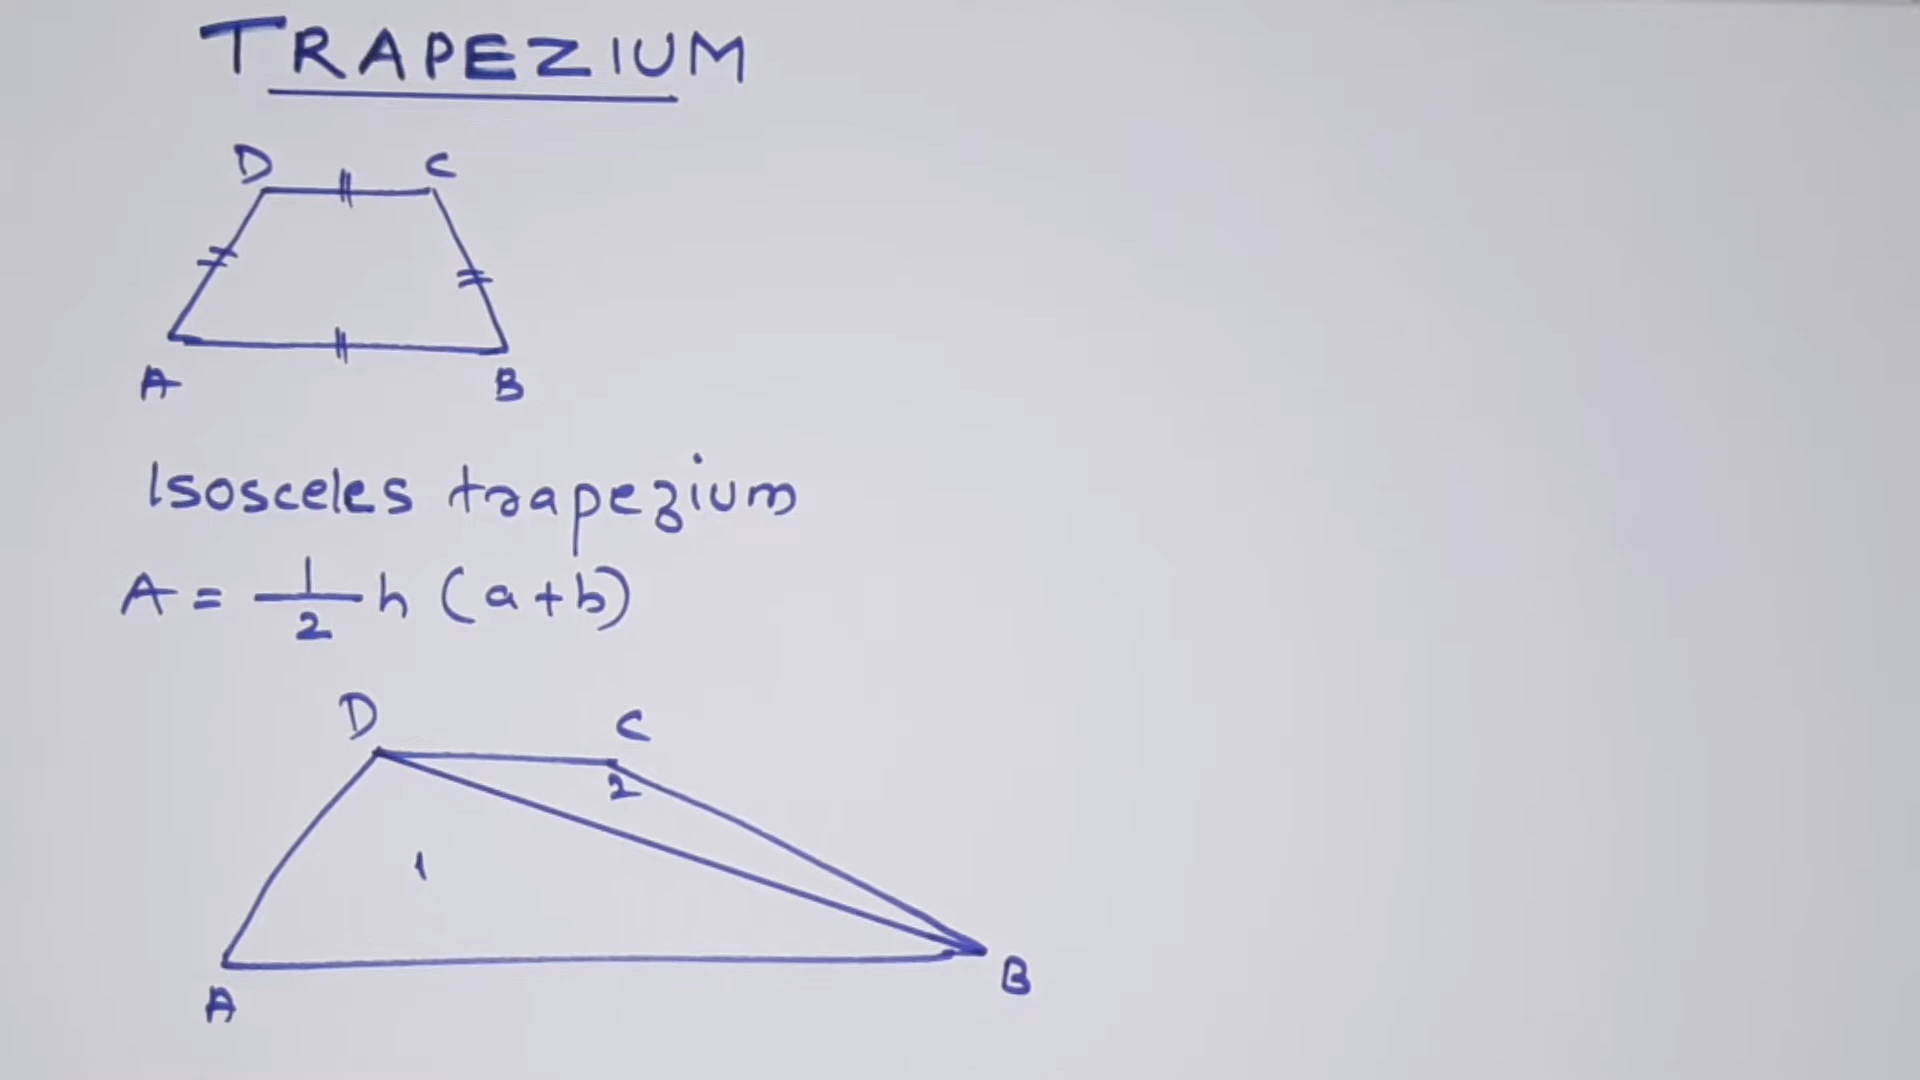 TRAPEZIUM
D C
A B
Isosceles trapezium
A = 1/2 h (a+b)
D C
2
1
A B